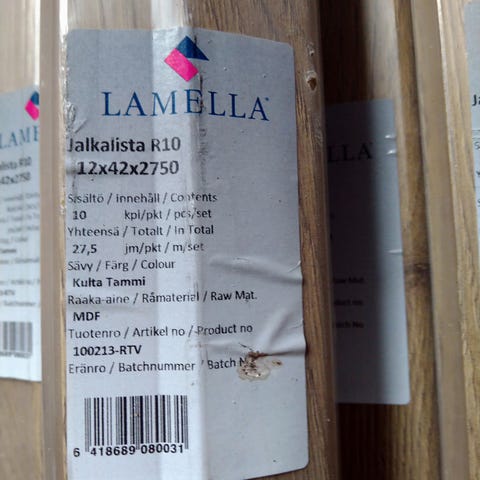 LAMELLA
Jalkalista R10
12x42x2750
Sisältö / Innehåll / Contents
10 kpl/pkt / pcs/set
Yhteensä / Totalt / In Total
27,5 jm/pkt / m/set
Sävy / Färg / Colour
Kulta Tammi
Raaka-aine / Råmaterial / Raw Mat.
MDF
Tuotenro / Artikel no / Product no
100213-RTV
Eränro / Batchnummer / Batch
6 418689 080031